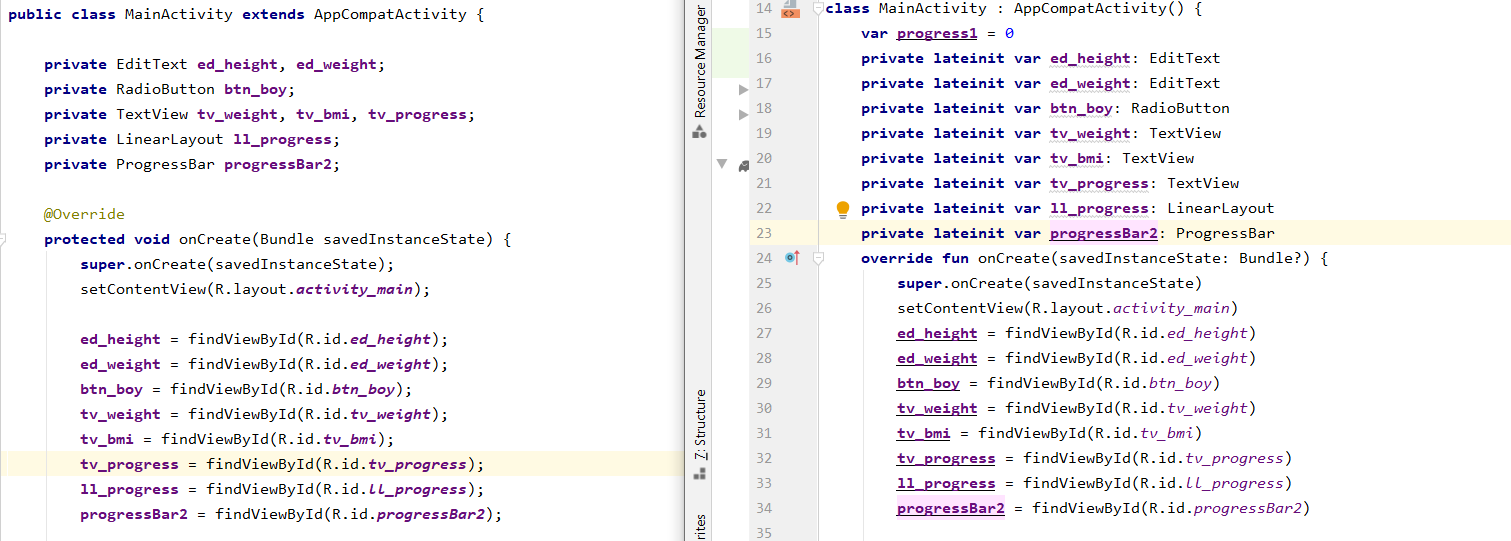 public class MainActivity extends AppCompatActivity {
private EditText ed_height, ed_weight;
private RadioButton btn_boy;
private TextView tv_weight, tv_bmi, tv_progress;
private LinearLayout ll_progress;
private ProgressBar progressBar2;
@Override
protected void onCreate(Bundle savedInstanceState) {
super.onCreate(savedInstanceState);
setContentView(R.layout.activity_main);
ed_height = findViewById(R.id.ed_height);
ed_weight = findViewById(R.id.ed_weight);
btn_boy = findViewById(R.id.btn_boy);
tv_weight = findViewById(R.id.tv_weight);
tv_bmi = findViewById(R.id.tv_bmi);
tv_progress = findViewById(R.id.tv_progress);
ll_progress = findViewById(R.id.ll_progress);
progressBar2 = findViewById(R.id.progressBar2);
Resource Manager
Z: Structure
rites
14 class MainActivity : AppCompatActivity() {
15 var progress1 = 0
16 private lateinit var ed_height: EditText
17 private lateinit var ed_weight: EditText
18 private lateinit var btn_boy: RadioButton
19 private lateinit var tv_weight: TextView
20 private lateinit var tv_bmi: TextView
21 private lateinit var tv_progress: TextView
22 private lateinit var ll_progress: LinearLayout
23 private lateinit var progressBar2: ProgressBar
24 override fun onCreate(savedInstanceState: Bundle?) {
25 super.onCreate(savedInstanceState)
26 setContentView(R.layout.activity_main)
27 ed_height = findViewById(R.id.ed_height)
28 ed_weight = findViewById(R.id.ed_weight)
29 btn_boy = findViewById(R.id.btn_boy)
30 tv_weight = findViewById(R.id.tv_weight)
31 tv_bmi = findViewById(R.id.tv_bmi)
32 tv_progress = findViewById(R.id.tv_progress)
33 ll_progress = findViewById(R.id.ll_progress)
34 progressBar2 = findViewById(R.id.progressBar2)
35